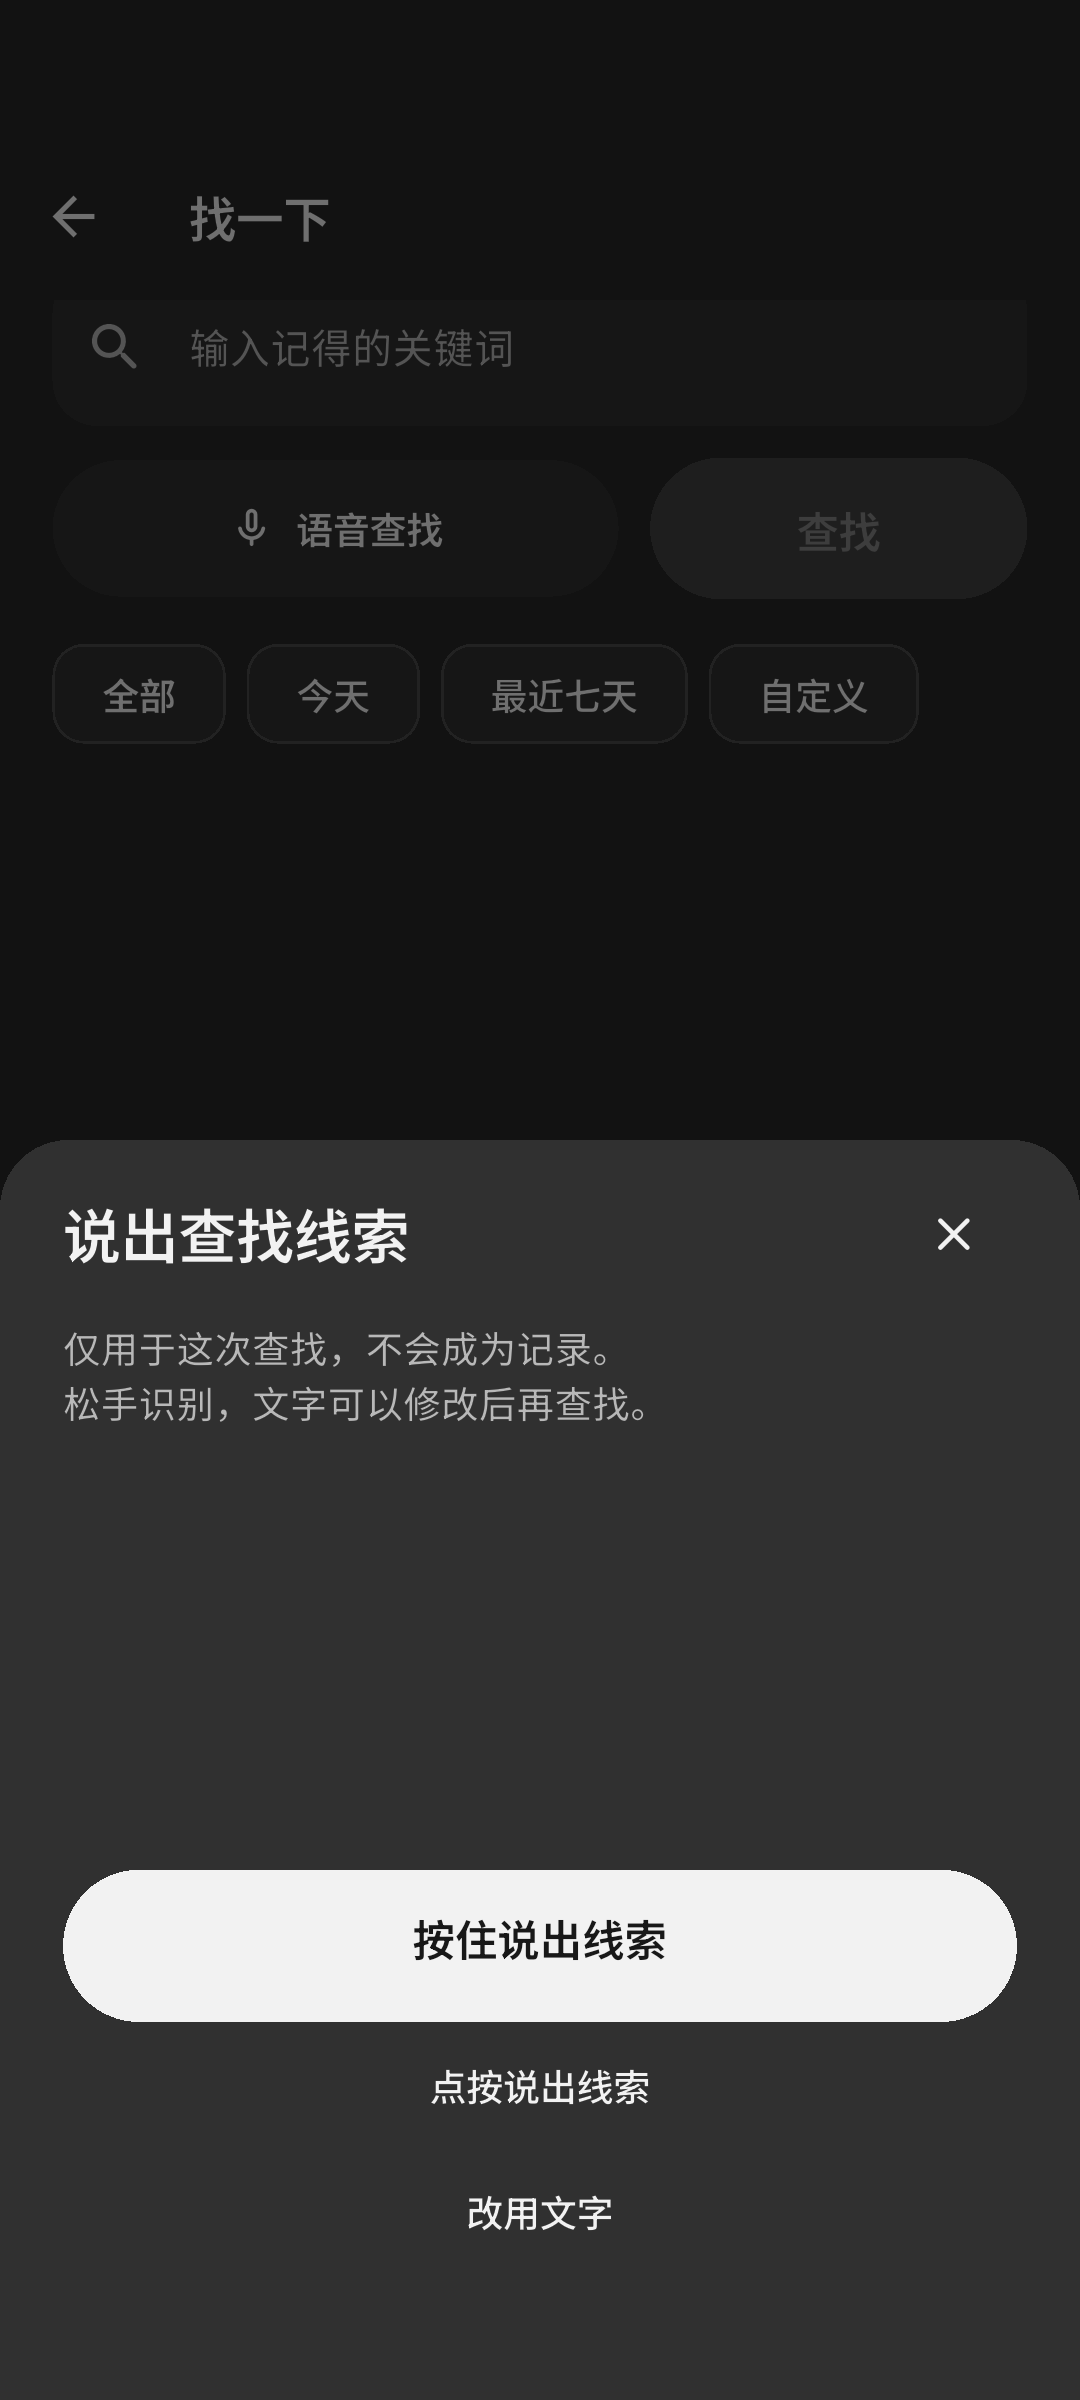 找一下
输入记得的关键词
语音查找
查找
全部
今天
最近七天
自定义
说出查找线索
仅用于这次查找，不会成为记录。
松手识别，文字可以修改后再查找。
按住说出线索
点按说出线索
改用文字